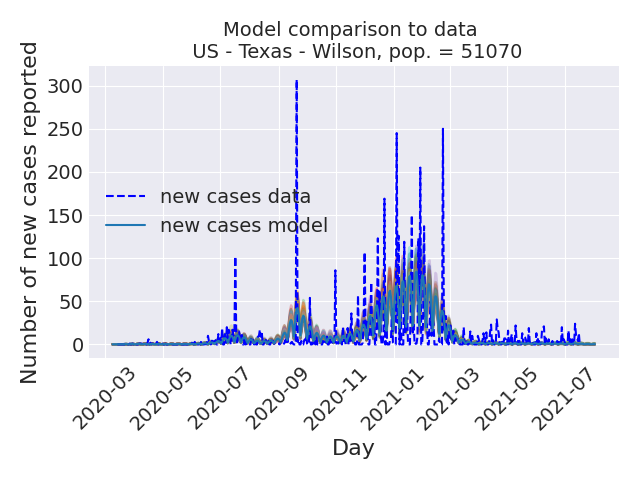 Model comparison to data
US - Texas - Wilson, pop. = 51070
Number of new cases reported
300
250
200
150
100
50
0
new cases data
new cases model
2020-03
2020-05
2020-07
2020-09
2020-11
2021-01
2021-03
2021-05
2021-07
Day